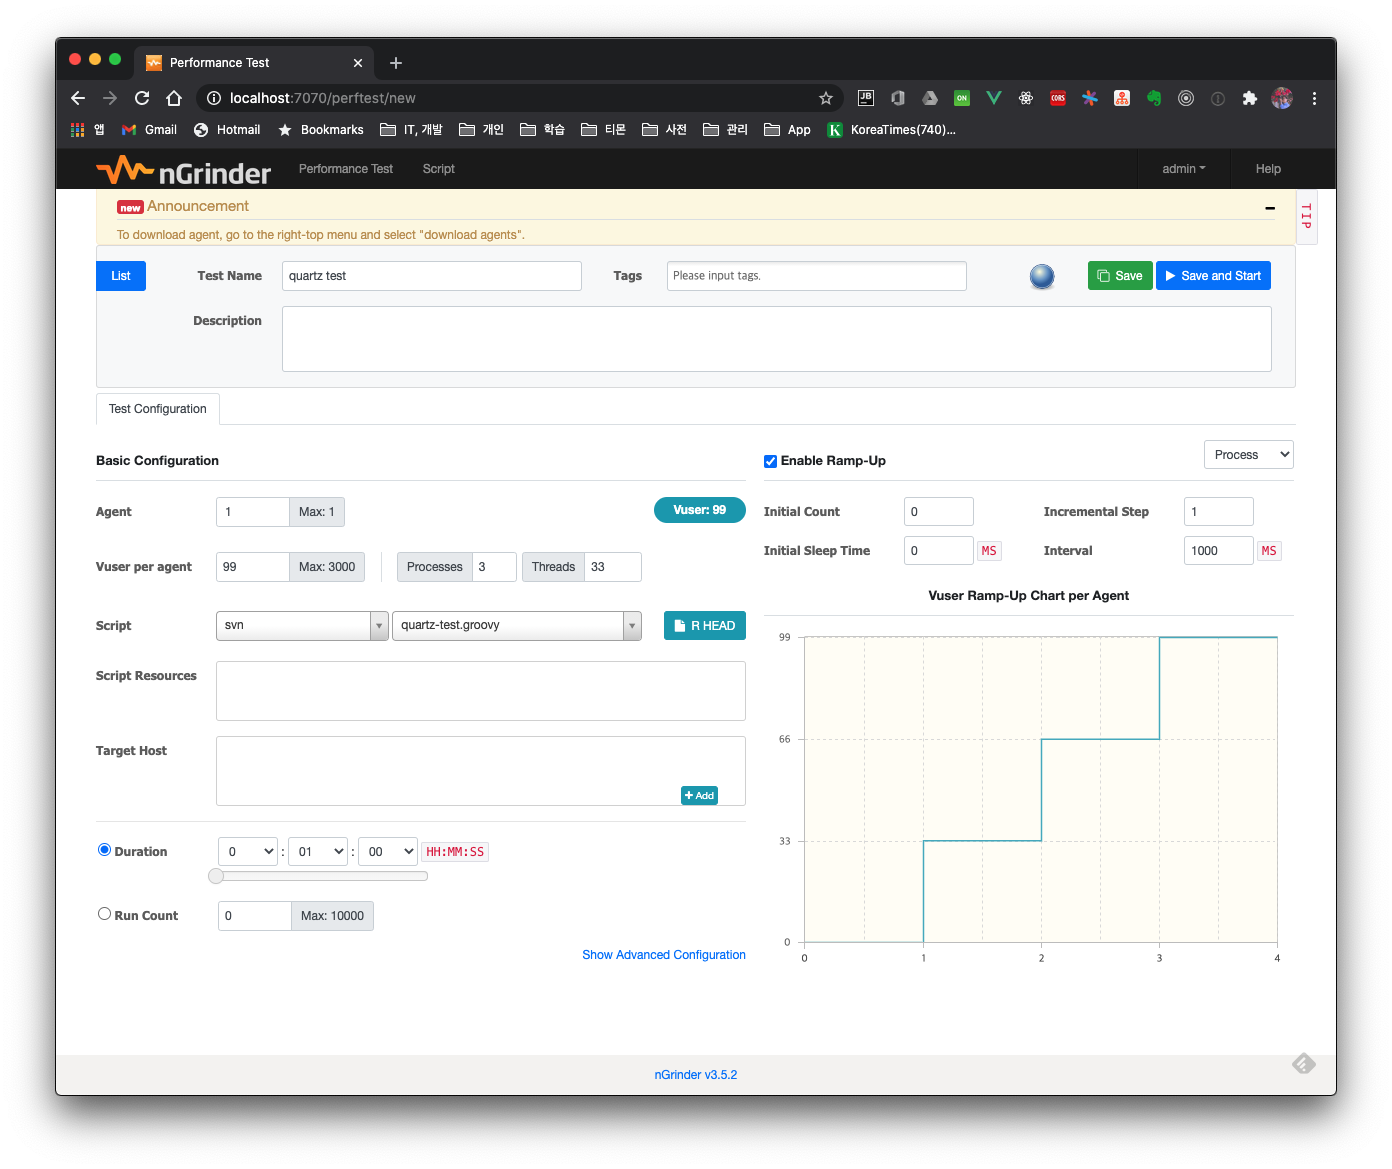 Performance Test
localhost:7070/perftest/new
JB
ON
CORS
앱 Gmail Hotmail Bookmarks IT, 개발 개인 학습 티몬 사전 관리 App K KoreaTimes(740)...
nGrinder Performance Test Script admin Help
new Announcement
TIP
To download agent, go to the right-top menu and select "download agents".
List Test Name quartz test Tags Please input tags. Save Save and Start
Description
Test Configuration
Basic Configuration
Enable Ramp-Up Process
Agent 1 Max: 1 Vuser: 99
Initial Count 0 Incremental Step 1
Initial Sleep Time 0 MS Interval 1000 MS
Vuser per agent 99 Max: 3000 Processes 3 Threads 33
Vuser Ramp-Up Chart per Agent
Script svn quartz-test.groovy R HEAD
Script Resources
Target Host
+ Add
Duration 0 : 01 : 00 HH:MM:SS
Run Count 0 Max: 10000
Show Advanced Configuration
99
66
33
0
0 1 2 3 4
nGrinder v3.5.2